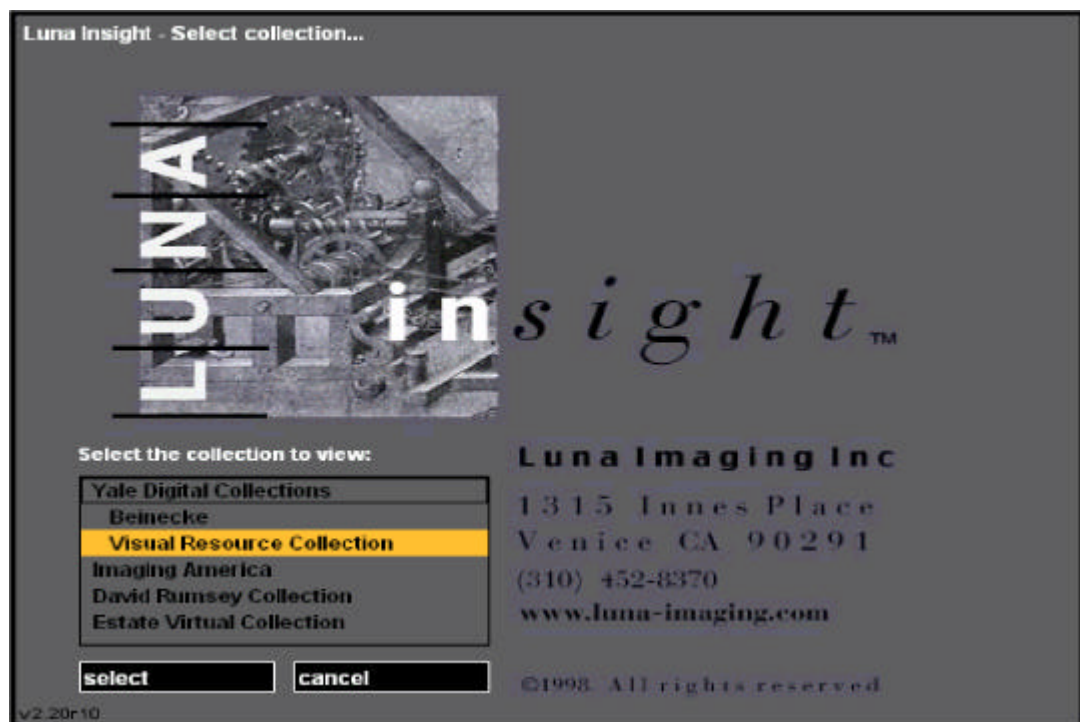 Luna Insight - Select collection...
LUNA
insight™
Select the collection to view:
Yale Digital Collections
Beinecke
Visual Resource Collection
Imaging America
David Rumsey Collection
Estate Virtual Collection
select
cancel
Luna Imaging Inc
1315 Innes Place
Venice CA 90291
(310) 452-8370
www.luna-imaging.com
©1998 All rights reserved
v2.20r10